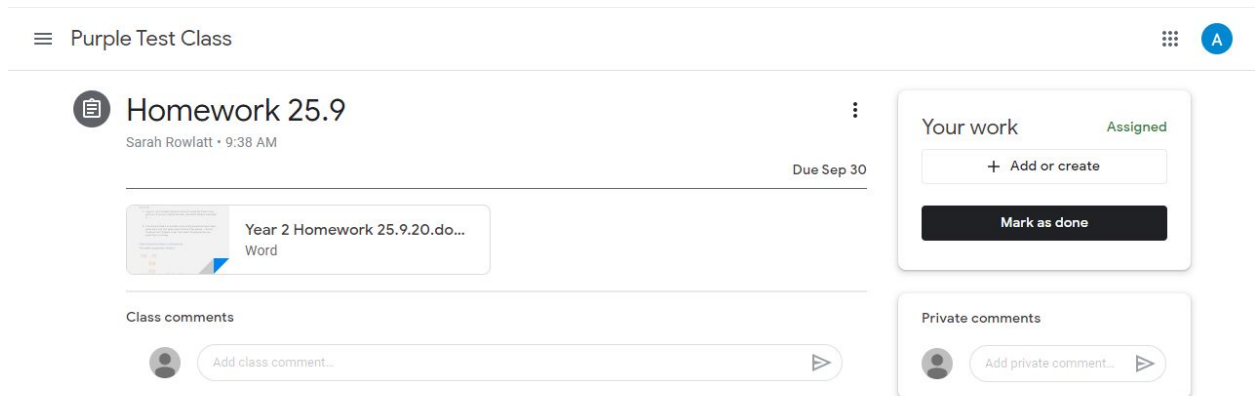 Purple Test Class
A
Homework 25.9
Sarah Rowlatt • 9:38 AM
Due Sep 30
Year 2 Homework 25.9.20.do...
Word
Class comments
Add class comment...
Your work
Assigned
+ Add or create
Mark as done
Private comments
Add private comment...